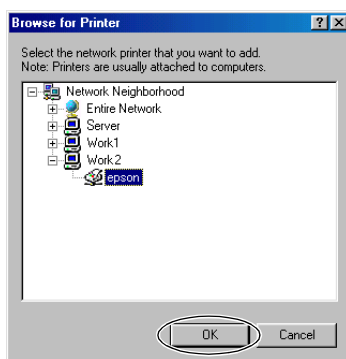 Browse for Printer
Select the network printer that you want to add.
Note: Printers are usually attached to computers.
Network Neighborhood
Entire Network
Server
Work1
Work2
epson
OK Cancel